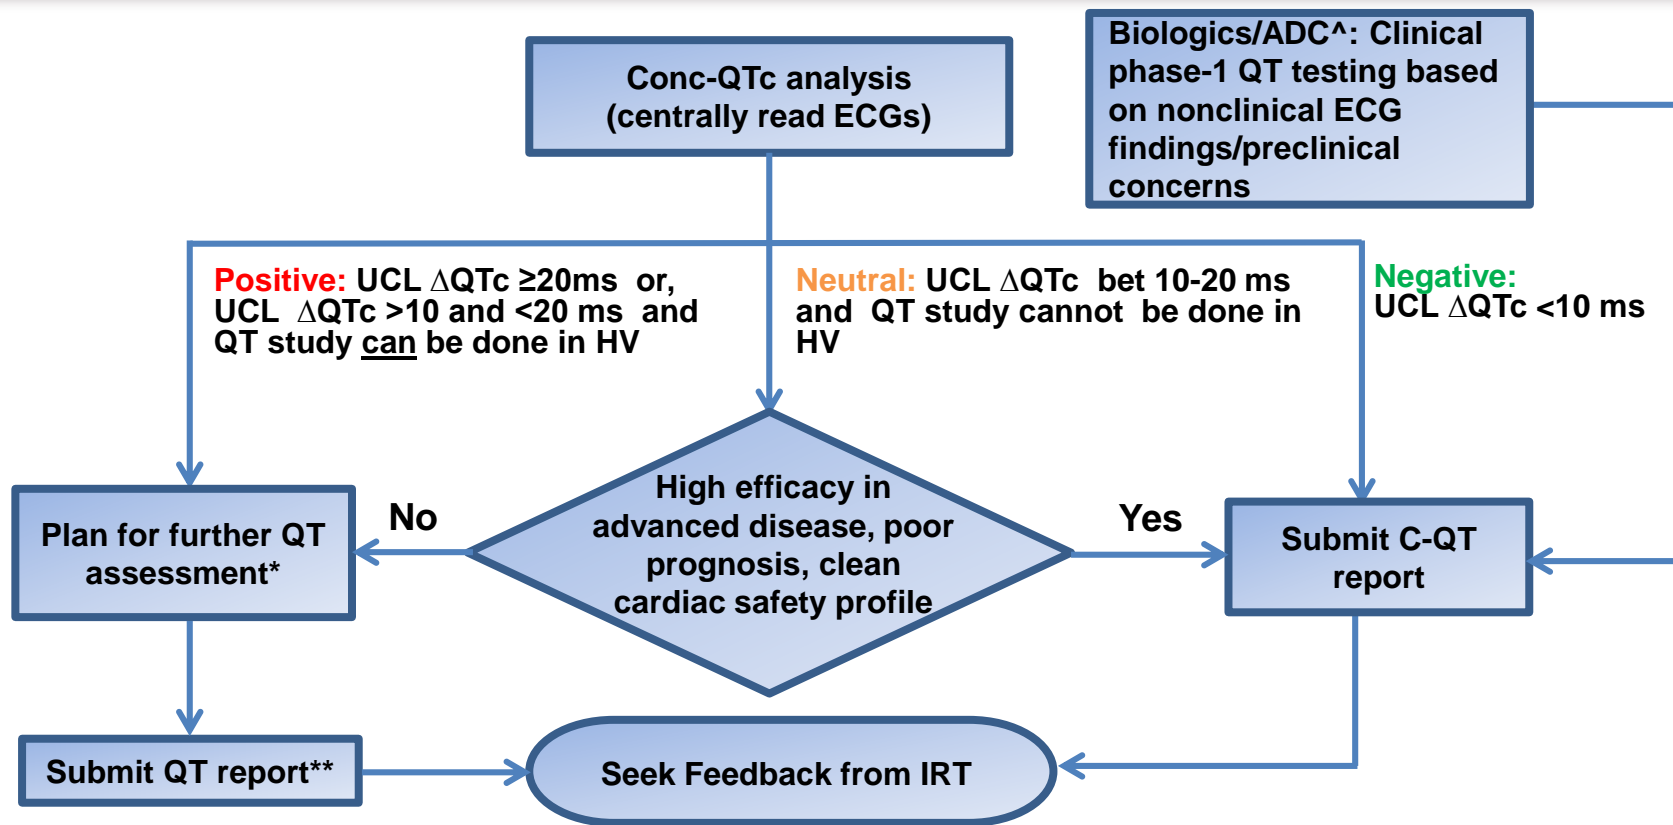 Conc-QTc analysis
(centrally read ECGs)
Biologics/ADC^: Clinical
phase-1 QT testing based
on nonclinical ECG
findings/preclinical
concerns
Positive: UCL ∆QTc ≥20ms or,
UCL ∆QTc >10 and <20 ms and
QT study can be done in HV
Neutral: UCL ∆QTc bet 10-20 ms
and QT study cannot be done in
HV
Negative:
UCL ∆QTc <10 ms
High efficacy in
advanced disease, poor
prognosis, clean
cardiac safety profile
No
Yes
Plan for further QT
assessment*
Submit C-QT
report
Submit QT report**
Seek Feedback from IRT